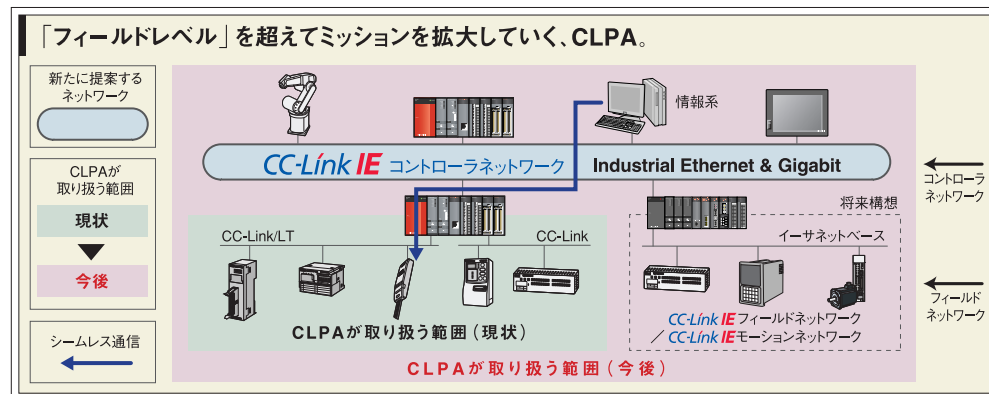 「フィールドレベル」を超えてミッションを拡大していく、CLPA。
新たに提案する
ネットワーク
CLPAが
取り扱う範囲
現状
今後
シームレス通信
情報系
CC-Link IE コントローラネットワーク Industrial Ethernet & Gigabit
コントローラ
ネットワーク
将来構想
CC-Link/LT
CC-Link
イーサネットベース
フィールド
ネットワーク
CC-Link IE フィールドネットワーク
／CC-Link IE モーションネットワーク
CLPAが取り扱う範囲（現状）
CLPAが取り扱う範囲（今後）